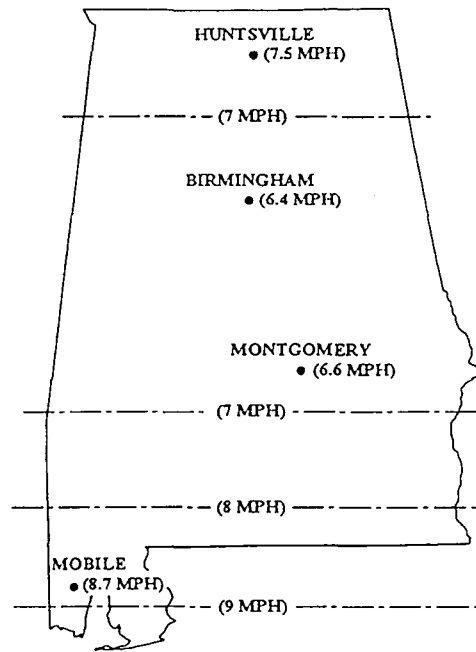 HUNTSVILLE
(7.5 MPH)
(7 MPH)
BIRMINGHAM
(6.4 MPH)
MONTGOMERY
(6.6 MPH)
(7 MPH)
(8 MPH)
MOBILE
(8.7 MPH)
(9 MPH)